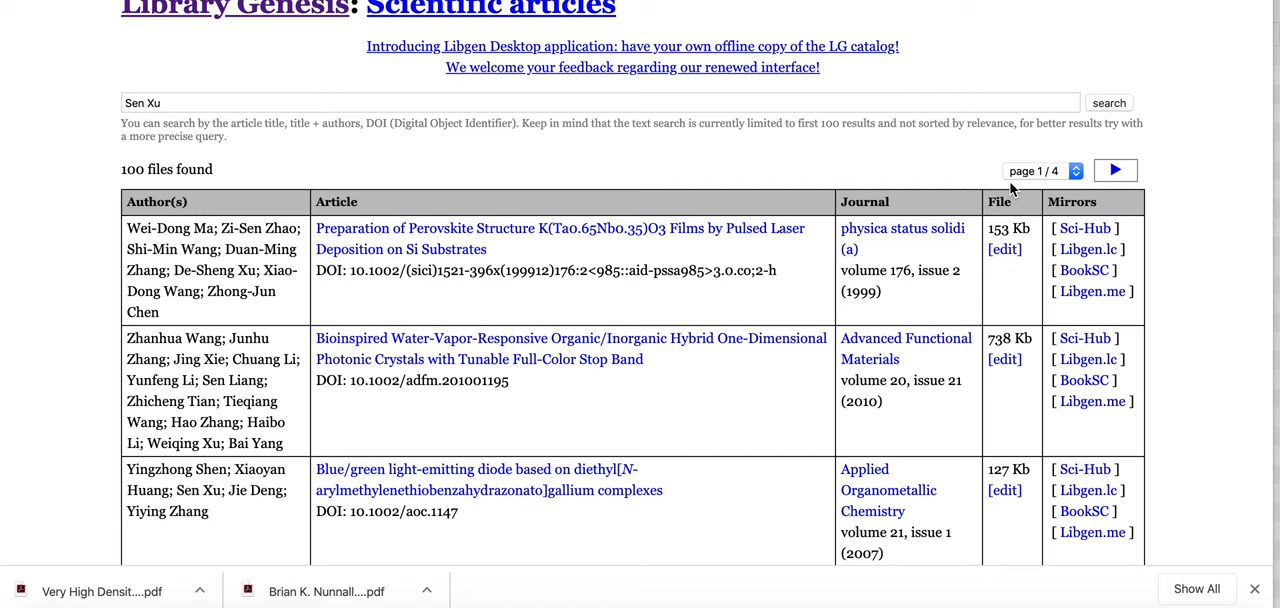 Library Genesis: Scientific articles
Introducing Libgen Desktop application: have your own offline copy of the LG catalog!
We welcome your feedback regarding our renewed interface!
Sen Xu
search
You can search by the article title, title + authors, DOI (Digital Object Identifier). Keep in mind that the text search is currently limited to first 100 results and not sorted by relevance, for better results try with
a more precise query.
100 files found
page 1 / 4
Author(s) Article Journal File Mirrors
Wei-Dong Ma; Zi-Sen Zhao;
Shi-Min Wang; Duan-Ming
Zhang; De-Sheng Xu; Xiao-
Dong Wang; Zhong-Jun
Chen
Preparation of Perovskite Structure K(Ta0.65Nb0.35)O3 Films by Pulsed Laser
Deposition on Si Substrates
DOI: 10.1002/(sici)1521-396x(199912)176:2<985::aid-pssa985>3.0.co;2-h
physica status solidi
(a)
volume 176, issue 2
(1999)
153 Kb
[edit]
[ Sci-Hub ]
[ Libgen.lc ]
[ BookSC ]
[ Libgen.me ]
Zhanhua Wang; Junhu
Zhang; Jing Xie; Chuang Li;
Yunfeng Li; Sen Liang;
Zhicheng Tian; Tieqiang
Wang; Hao Zhang; Haibo
Li; Weiqing Xu; Bai Yang
Bioinspired Water-Vapor-Responsive Organic/Inorganic Hybrid One-Dimensional
Photonic Crystals with Tunable Full-Color Stop Band
DOI: 10.1002/adfm.201001195
Advanced Functional
Materials
volume 20, issue 21
(2010)
738 Kb
[edit]
[ Sci-Hub ]
[ Libgen.lc ]
[ BookSC ]
[ Libgen.me ]
Yingzhong Shen; Xiaoyan
Huang; Sen Xu; Jie Deng;
Yiying Zhang
Blue/green light-emitting diode based on diethyl[N-
arylmethylenethiobenzahydrazonato]gallium complexes
DOI: 10.1002/aoc.1147
Applied
Organometallic
Chemistry
volume 21, issue 1
(2007)
127 Kb
[edit]
[ Sci-Hub ]
[ Libgen.lc ]
[ BookSC ]
[ Libgen.me ]
Very High Densit....pdf
Brian K. Nunnall....pdf
Show All